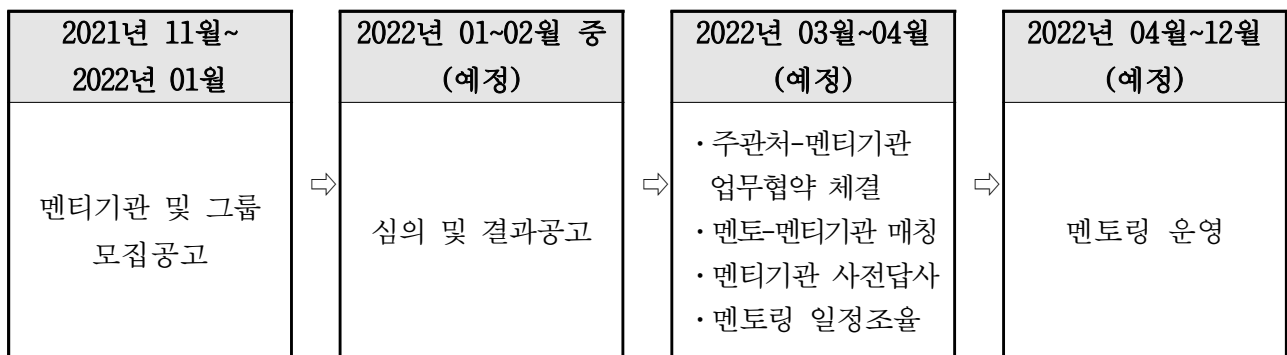 2021년 11월~
2022년 01월
멘티기관 및 그룹
모집공고
⇨
2022년 01~02월 중
(예정)
심의 및 결과공고
⇨
2022년 03월~04월
(예정)
·주관처-멘티기관
업무협약 체결
·멘토-멘티기관 매칭
·멘티기관 사전답사
·멘토링 일정조율
⇨
2022년 04월~12월
(예정)
멘토링 운영